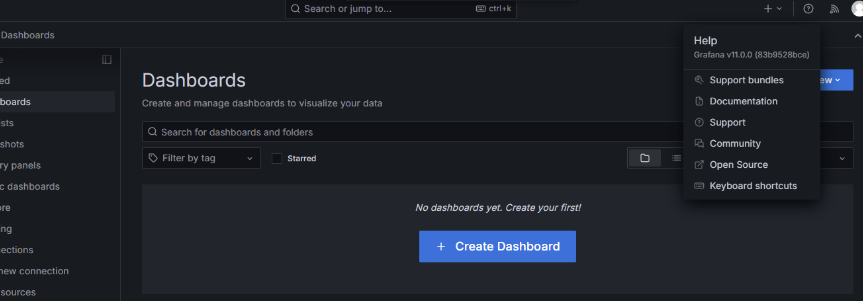 Search or jump to...
ctrl+k
Dashboards
Help
Grafana v11.0.0 (83b9528bce)
Support bundles
Documentation
Support
Community
Open Source
Keyboard shortcuts
Dashboards
Create and manage dashboards to visualize your data
Search for dashboards and folders
Filter by tag
Starred
No dashboards yet. Create your first!
+ Create Dashboard
ed
boards
sts
shots
ry panels
c dashboards
ore
ing
ections
new connection
sources
ew